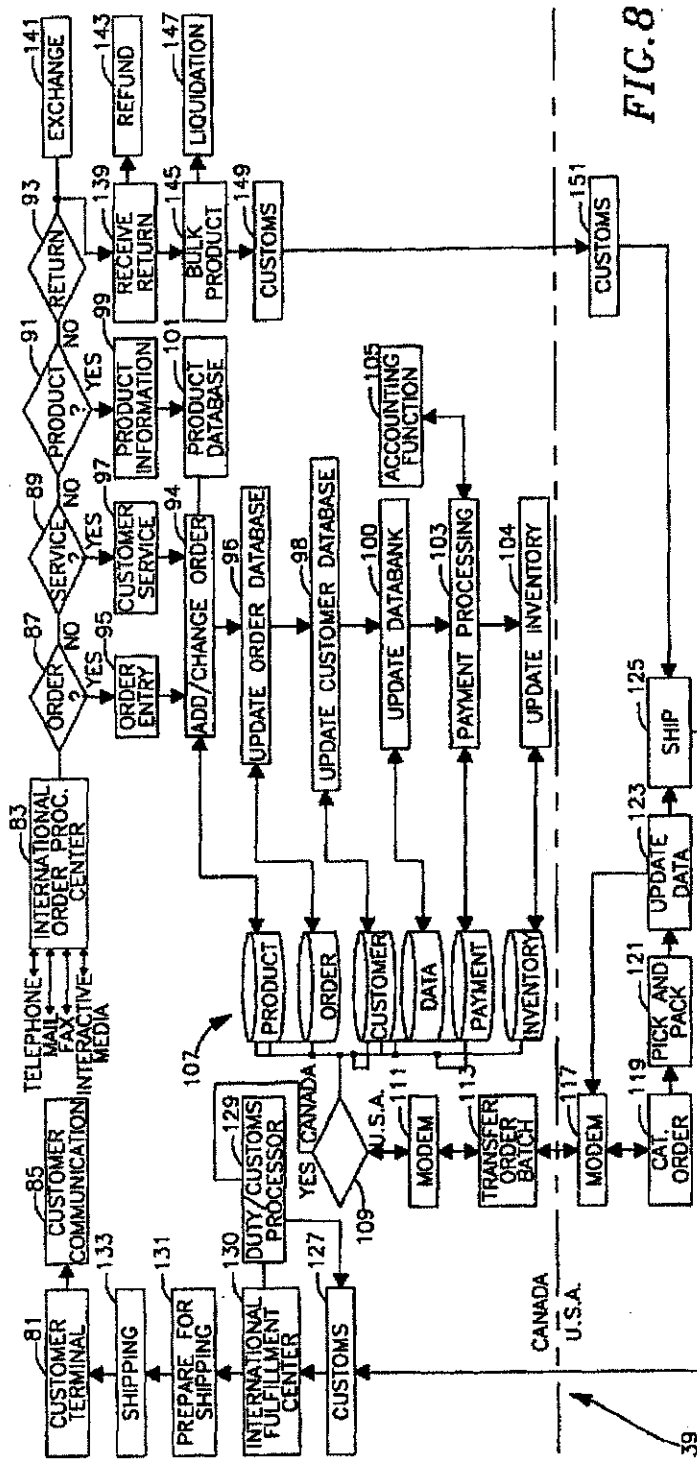 TELEPHONE
MAIL
FAX
INTERACTIVE
MEDIA
81
CUSTOMER
TERMINAL
85
CUSTOMER
COMMUNICATION
83
INTERNATIONAL
ORDER PROC.
CENTER
87
ORDER
?
NO
YES
89
SERVICE
?
NO
YES
91
PRODUCT
?
NO
YES
93
RETURN
141
EXCHANGE
133
SHIPPING
95
ORDER
ENTRY
97
CUSTOMER
SERVICE
99
PRODUCT
INFORMATION
139
RECEIVE
RETURN
143
REFUND
131
PREPARE FOR
SHIPPING
94
ADD/CHANGE ORDER
101
PRODUCT
DATABASE
145
BULK
PRODUCT
147
LIQUIDATION
130
INTERNATIONAL
FULFILLMENT
CENTER
129
DUTY/CUSTOMS
PROCESSOR
107
PRODUCT
96
UPDATE ORDER DATABASE
149
CUSTOMS
127
CUSTOMS
YES
CANADA
109
U.S.A.
ORDER
98
UPDATE CUSTOMER DATABASE
111
MODEM
CUSTOMER
DATA
100
UPDATE DATABANK
105
ACCOUNTING
FUNCTION
113
TRANSFER
ORDER
BATCH
PAYMENT
103
PAYMENT PROCESSING
INVENTORY
104
UPDATE INVENTORY
CANADA
U.S.A.
39
117
MODEM
151
CUSTOMS
119
CAT.
ORDER
121
PICK AND
PACK
123
UPDATE
DATA
125
SHIP
FIG.8